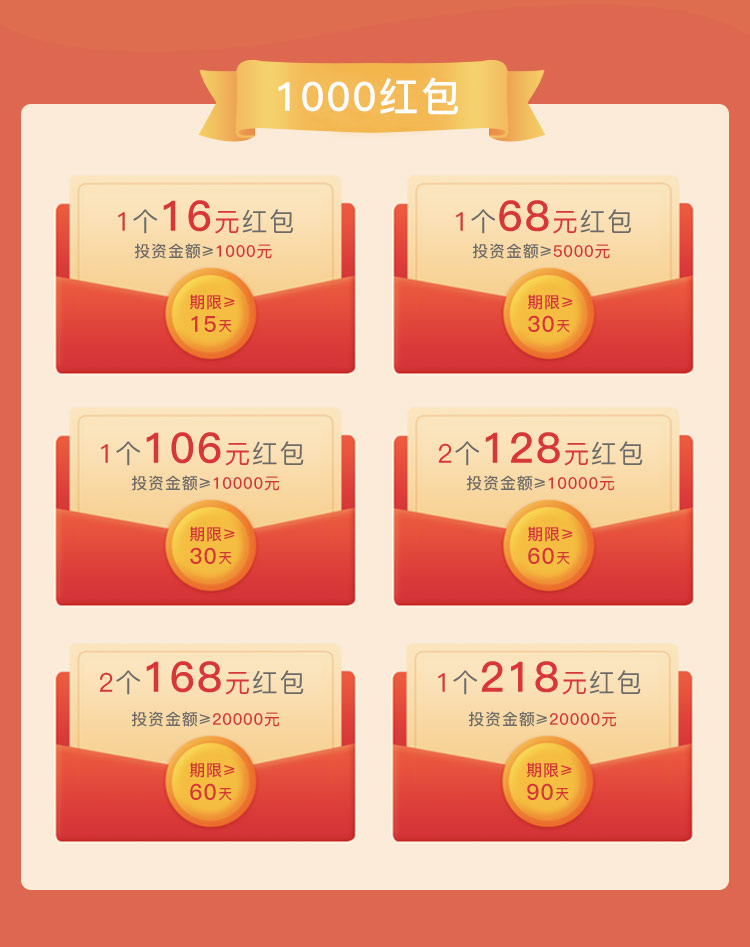 1000红包
1个16元红包
投资金额≥1000元
期限≥
15天
1个68元红包
投资金额≥5000元
期限≥
30天
1个106元红包
投资金额≥10000元
期限≥
30天
2个128元红包
投资金额≥10000元
期限≥
60天
2个168元红包
投资金额≥20000元
期限≥
60天
1个218元红包
投资金额≥20000元
期限≥
90天